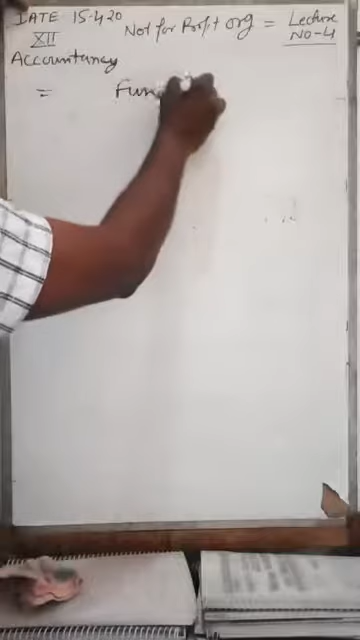 DATE 15-4-20 Not for Profit org = Lecture
XII NO-4
Accountancy
= Fun